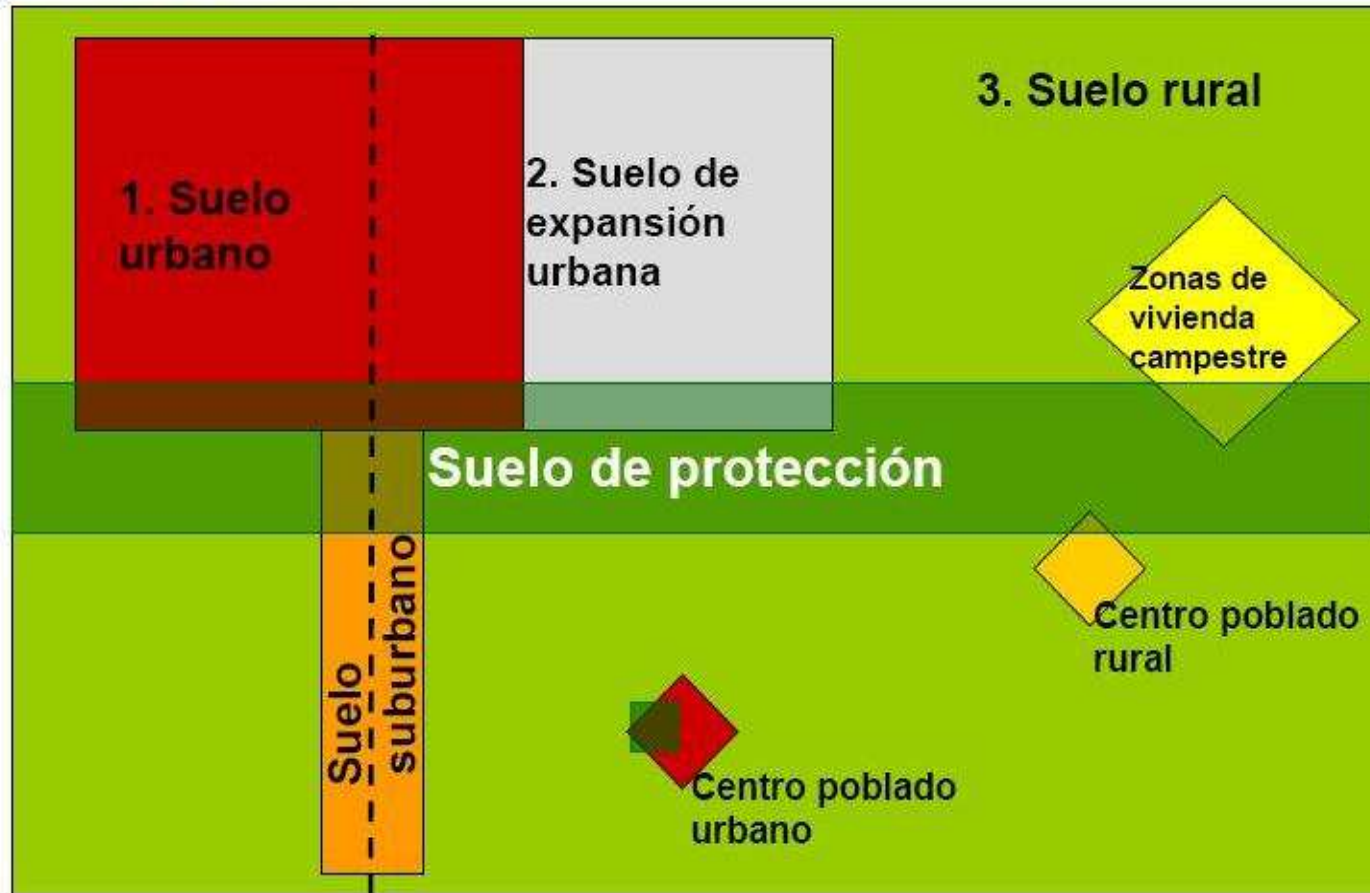 3. Suelo rural
1. Suelo
urbano
2. Suelo de
expansión
urbana
Zonas de
vivienda
campestre
Suelo de protección
Suelo
suburbano
Centro poblado
rural
Centro poblado
urbano